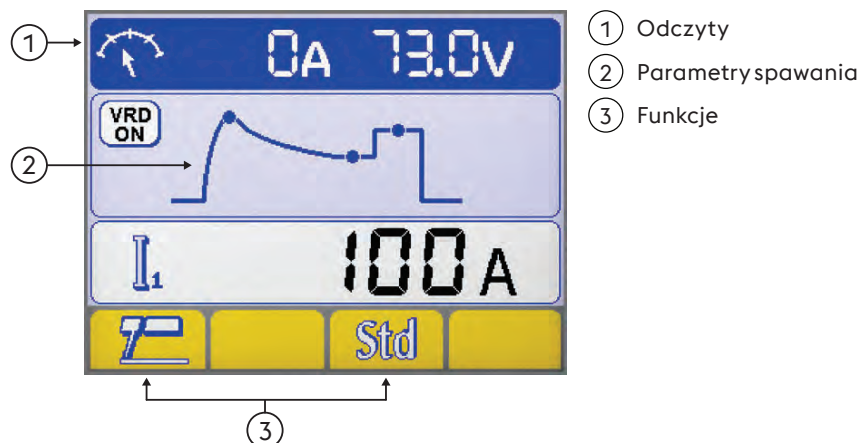 1
0A 73.0V
VRD
ON
2
I1
100A
Std
3
1 Odczyty
2 Parametry spawania
3 Funkcje